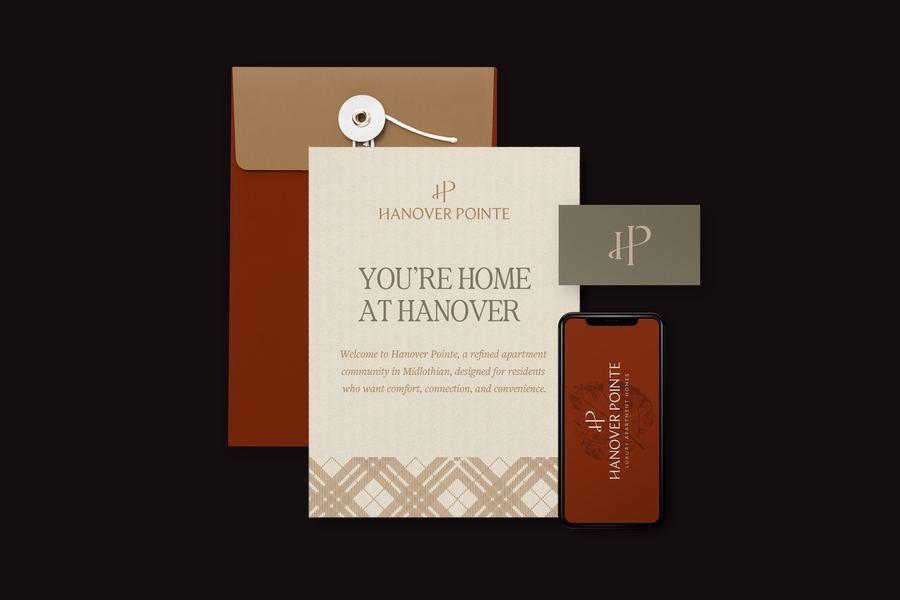 HP
HANOVER POINTE
YOU'RE HOME
AT HANOVER
Welcome to Hanover Pointe, a refined apartment
community in Midlothian, designed for residents
who want comfort, connection, and convenience.
HP
HP
HANOVER POINTE
LUXURY APARTMENT HOMES